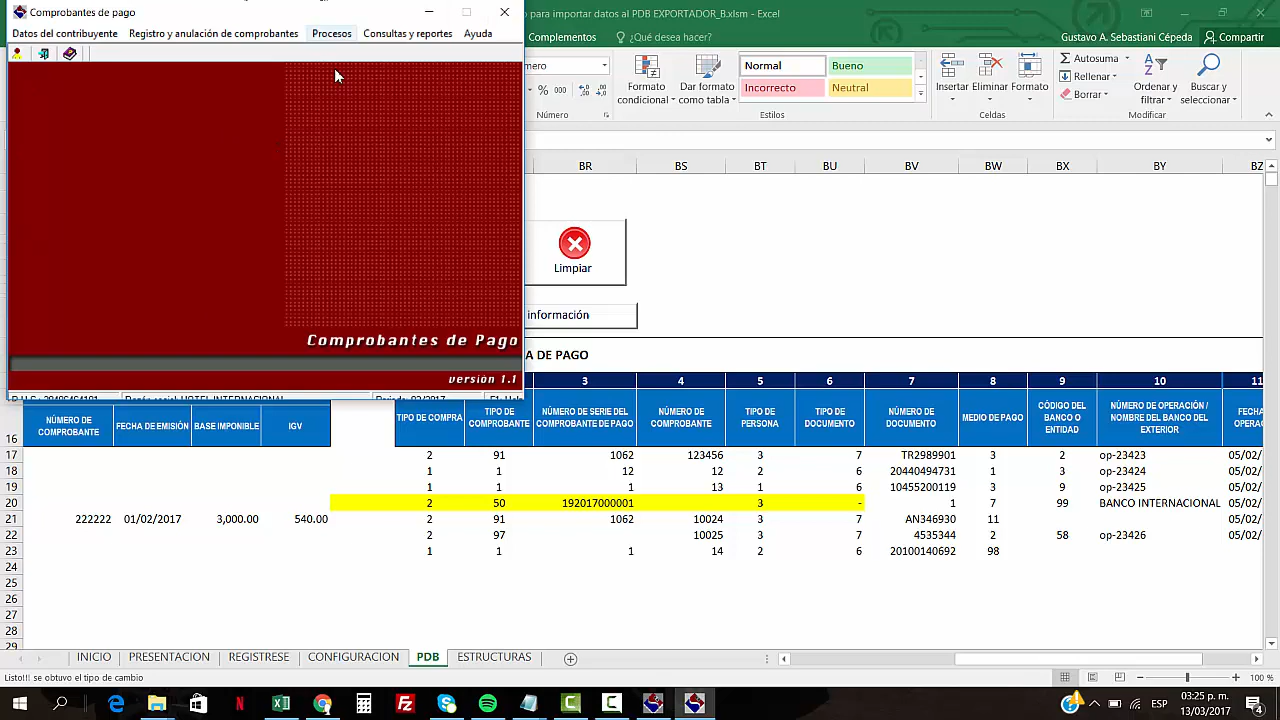 Comprobantes de pago
para importar datos al PDB EXPORTADOR_B.xlsm - Excel
Datos del contribuyente Registro y anulación de comprobantes Procesos Consultas y reportes Ayuda
Complementos ¿Qué desea hacer? Gustavo A. Sebastiani Cépeda Compartir
% 000
Número
Formato condicional
Dar formato como tabla
Normal Bueno
Incorrecto Neutral
Estilos
Insertar Eliminar Formato
Celdas
Autosuma
Rellenar
Borrar
Ordenar y filtrar
Buscar y seleccionar
Modificar
BR BS BT BU BV BW BX BY BZ
Limpiar
información
Comprobantes de Pago
versión 1.1
A DE PAGO
3 4 5 6 7 8 9 10 11
NÚMERO DE COMPROBANTE FECHA DE EMISIÓN BASE IMPONIBLE IGV TIPO DE COMPRA TIPO DE COMPROBANTE NÚMERO DE SERIE DEL COMPROBANTE DE PAGO NÚMERO DE COMPROBANTE TIPO DE PERSONA TIPO DE DOCUMENTO NÚMERO DE DOCUMENTO MEDIO DE PAGO CÓDIGO DEL BANCO O ENTIDAD NÚMERO DE OPERACIÓN / NOMBRE DEL BANCO DEL EXTERIOR
16
17 2 91 1062 123456 3 7 TR2989901 3 2 op-23423 05/02/
18 1 1 12 12 2 6 20440494731 1 3 op-23424 05/02/
19 1 1 1 13 1 6 10455200119 3 9 op-23425 05/02/
20 2 50 192017000001 3 - 1 7 99 BANCO INTERNACIONAL 05/02/
21 222222 01/02/2017 3,000.00 540.00 2 91 1062 10024 3 7 AN346930 11 05/02/
22 2 97 10025 3 7 4535344 2 58 op-23426 05/02/
23 1 1 1 14 2 6 20100140692 98
24
25
26
27
28
29
INICIO PRESENTACION REGISTRESE CONFIGURACION PDB ESTRUCTURAS
Listo!!! se obtuvo el tipo de cambio 100 %
ESP 03:25 p. m.
13/03/2017